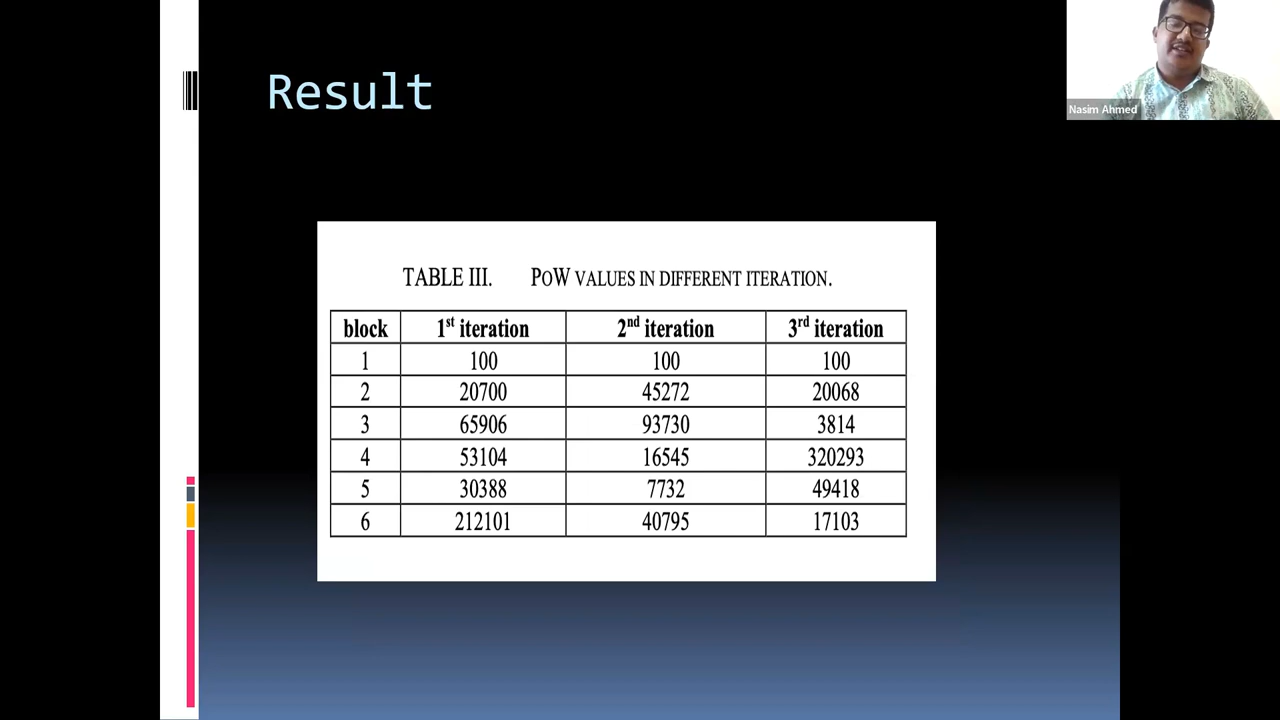 Result
Nasim Ahmed
TABLE III. POW VALUES IN DIFFERENT ITERATION.
block 1st iteration 2nd iteration 3rd iteration
1 100 100 100
2 20700 45272 20068
3 65906 93730 3814
4 53104 16545 320293
5 30388 7732 49418
6 212101 40795 17103